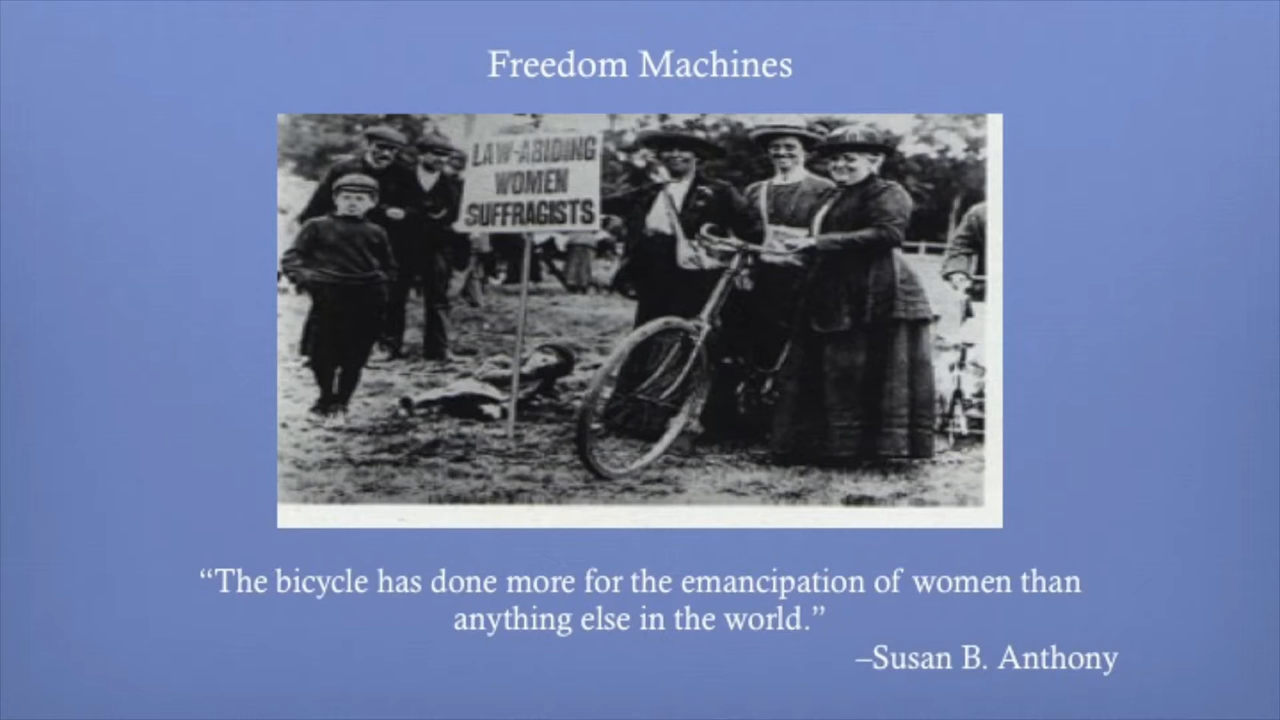 Freedom Machines
LAW-ABIDING
WOMEN
SUFFRAGISTS
“The bicycle has done more for the emancipation of women than
anything else in the world.”
–Susan B. Anthony